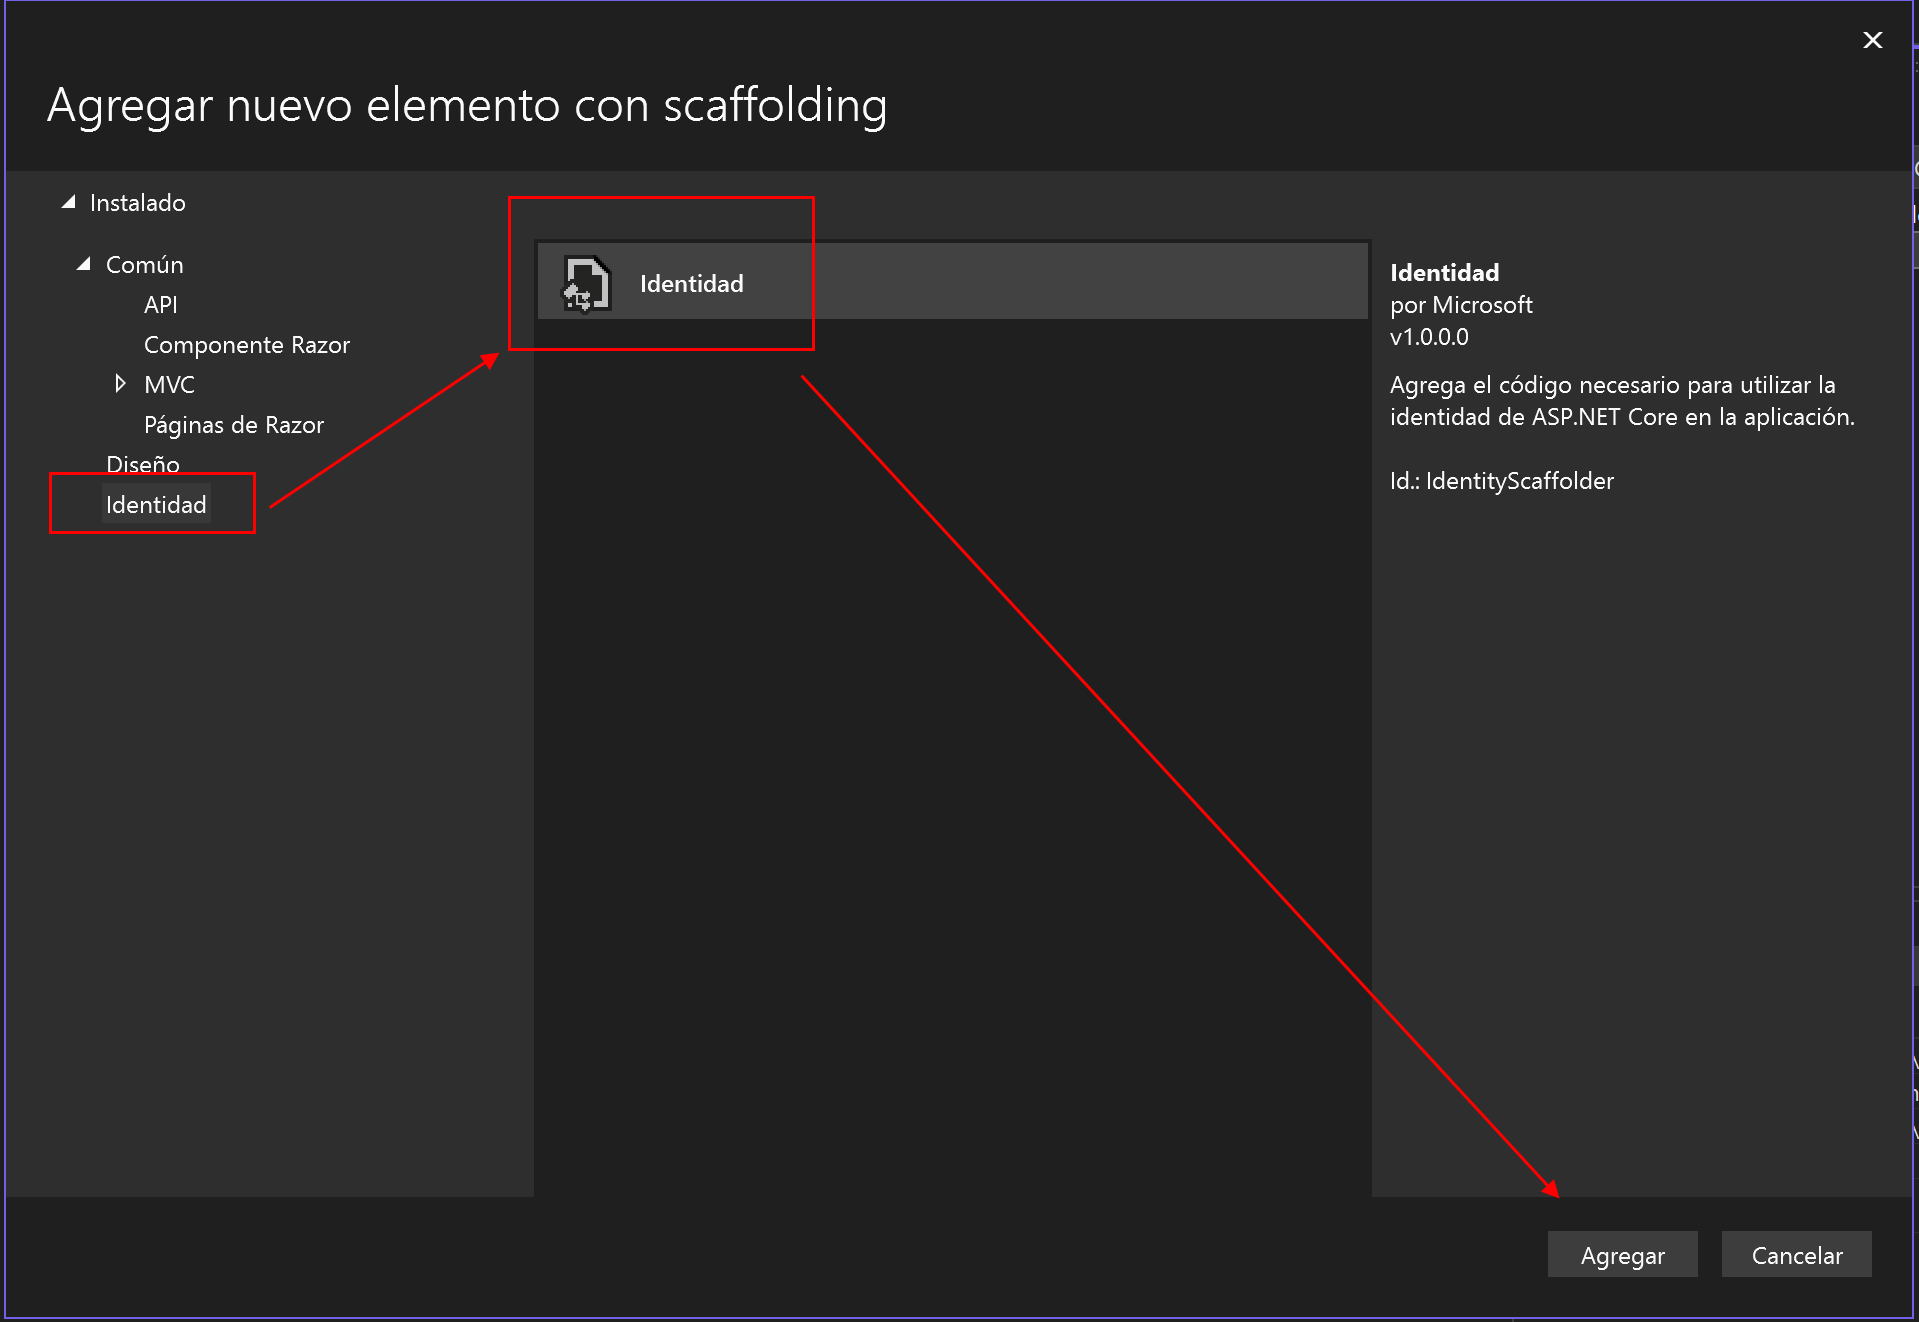 Agregar nuevo elemento con scaffolding
Instalado
Común
API
Componente Razor
MVC
Páginas de Razor
Diseño
Identidad
Identidad
Identidad
por Microsoft
v1.0.0.0
Agrega el código necesario para utilizar la
identidad de ASP.NET Core en la aplicación.
Id.: IdentityScaffolder
Agregar
Cancelar